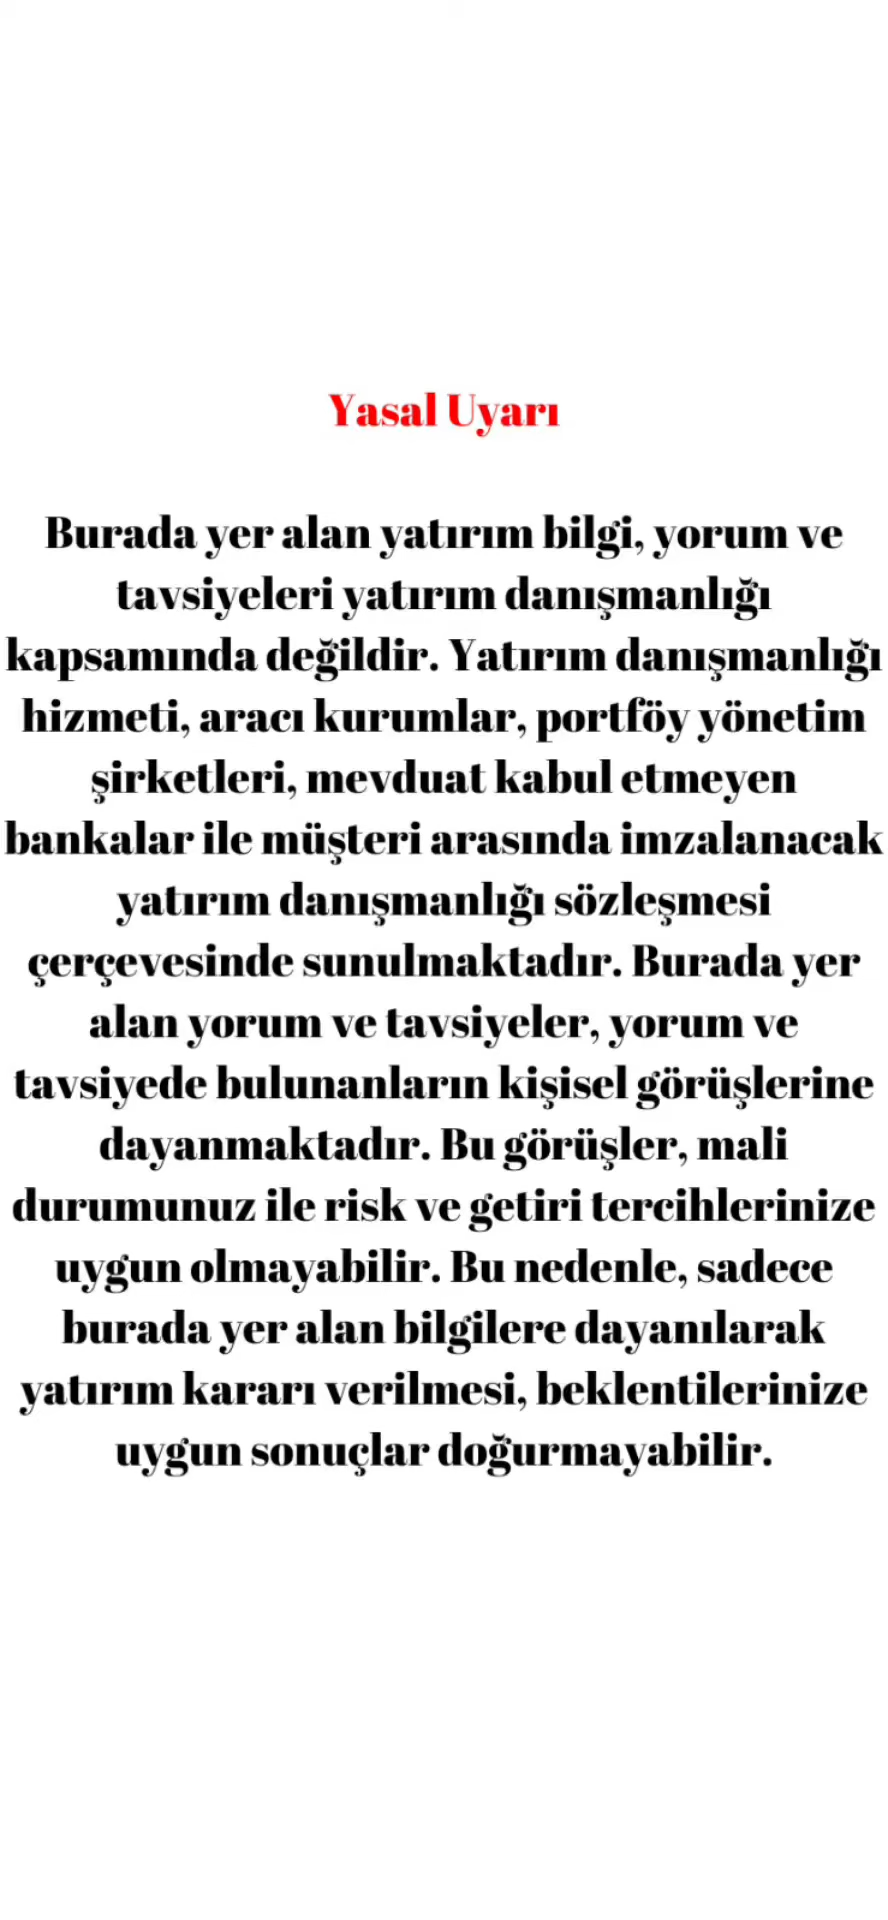 Yasal Uyarı
Burada yer alan yatırım bilgi, yorum ve
tavsiyeleri yatırım danışmanlığı
kapsamında değildir. Yatırım danışmanlığı
hizmeti, aracı kurumlar, portföy yönetim
şirketleri, mevduat kabul etmeyen
bankalar ile müşteri arasında imzalanacak
yatırım danışmanlığı sözleşmesi
çerçevesinde sunulmaktadır. Burada yer
alan yorum ve tavsiyeler, yorum ve
tavsiyede bulunanların kişisel görüşlerine
dayanmaktadır. Bu görüşler, mali
durumunuz ile risk ve getiri tercihlerinize
uygun olmayabilir. Bu nedenle, sadece
burada yer alan bilgilere dayanılarak
yatırım kararı verilmesi, beklentilerinize
uygun sonuçlar doğurmayabilir.